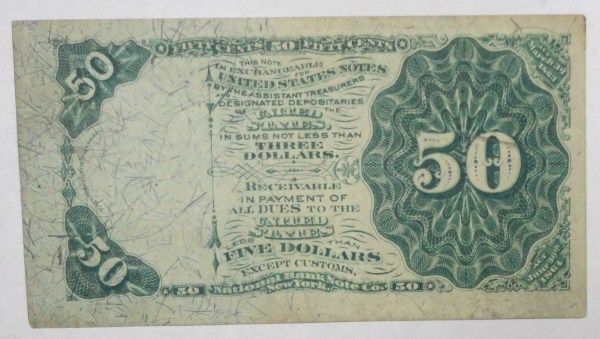 FIFTY CENTS 50 FIFTY CENTS
50
THIS NOTE
IS EXCHANGEABLE
FOR
UNITED STATES NOTES
BY THE ASSISTANT TREASURERS
AND
DESIGNATED DEPOSITARIES
OF THE
UNITED
STATES,
IN SUMS NOT LESS THAN
THREE
DOLLARS.
RECEIVABLE
IN PAYMENT OF
ALL DUES TO THE
UNITED
STATES
LESS THAN
FIVE DOLLARS
EXCEPT CUSTOMS,
50
50
50 National Bank Note Co.
New York. 50